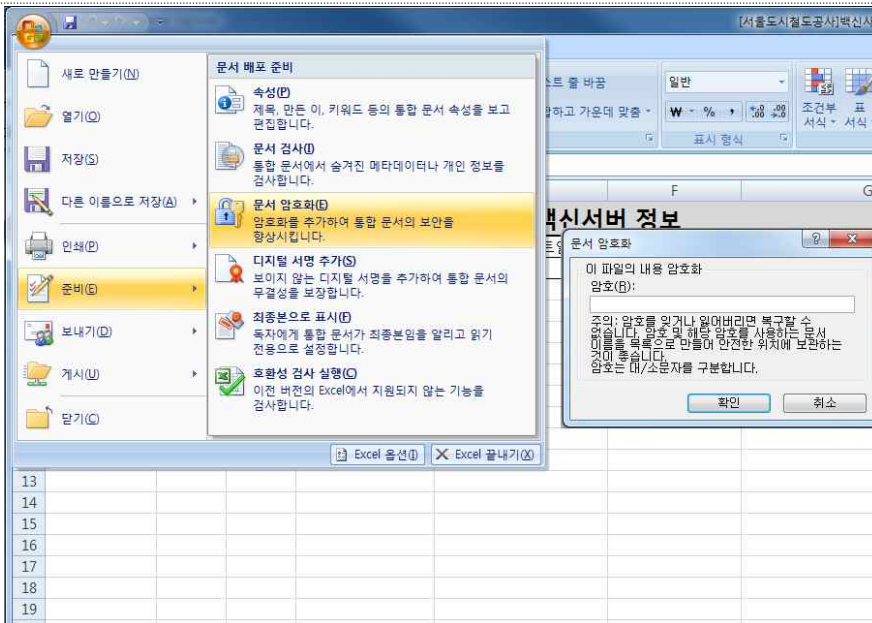 [서울도시철도공사]백신사
새로 만들기(N)
열기(O)
저장(S)
다른 이름으로 저장(A)
인쇄(P)
준비(E)
보내기(D)
게시(U)
닫기(C)
문서 배포 준비
속성(P)
제목, 만든 이, 키워드 등의 통합 문서 속성을 보고
편집합니다.
문서 검사(I)
통합 문서에서 숨겨진 메타데이터나 개인 정보를
검사합니다.
문서 암호화(E)
암호화를 추가하여 통합 문서의 보안을
향상시킵니다.
디지털 서명 추가(S)
보이지 않는 디지털 서명을 추가하여 통합 문서의
무결성을 보장합니다.
최종본으로 표시(F)
독자에게 통합 문서가 최종본임을 알리고 읽기
전용으로 설정합니다.
호환성 검사 실행(C)
이전 버전의 Excel에서 지원되지 않는 기능을
검사합니다.
Excel 옵션(I)
Excel 끝내기(X)
스트 줄 바꿈
합하고 가운데 맞춤
일반
₩ % ,
표시 형식
조건부 표
서식 서식
F
G
백신서버 정보
문서 암호화
이 파일의 내용 암호화
암호(R):
주의: 암호를 잊거나 잃어버리면 복구할 수
없습니다. 암호 및 해당 암호를 사용하는 문서
이름을 목록으로 만들어 안전한 위치에 보관하는
것이 좋습니다.
암호는 대/소문자를 구분합니다.
확인
취소
13
14
15
16
17
18
19